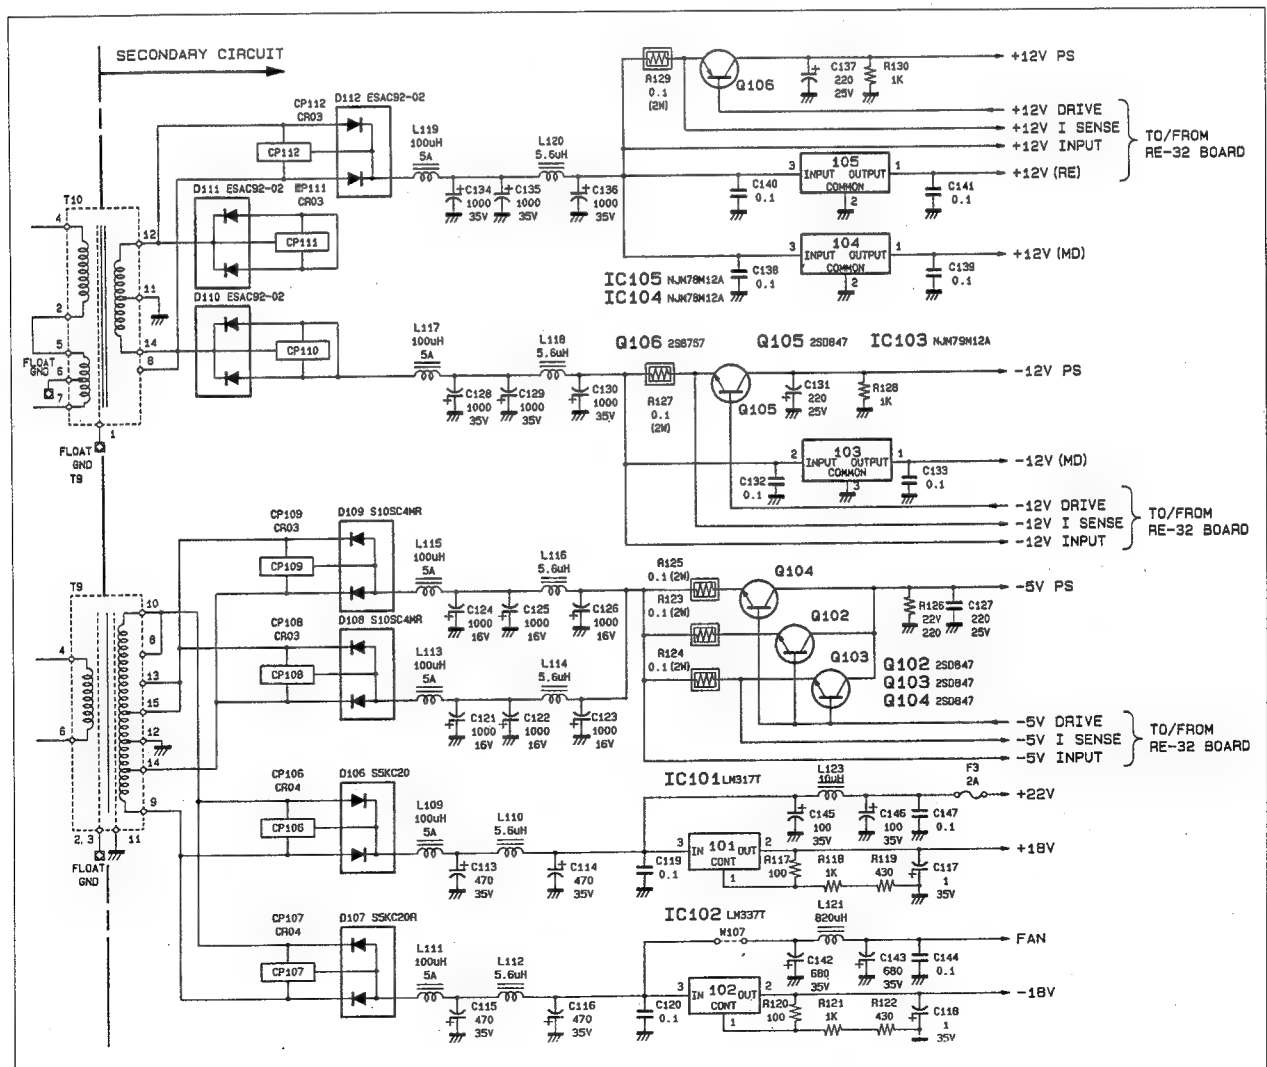 SECONDARY CIRCUIT
+12V PS
R129
0.1
(2W)
Q106
C137
220
25V
R130
1K
+12V DRIVE
+12V I SENSE
+12V INPUT
+12V (RE)
TO/FROM
RE-32 BOARD
CP112
CR03
D112 ESAC92-02
CP112
L119
100uH
5A
L120
5.6uH
C134
1000
35V
C135
1000
35V
C136
1000
35V
C140
0.1
3
105
1
INPUT OUTPUT
COMMON
2
C141
0.1
D111 ESAC92-02
CP111
CR03
CP111
T10
4
12
2
11
5
14
FLOAT
GND
6
8
7
1
FLOAT
GND
T9
3
104
1
INPUT OUTPUT
COMMON
2
+12V (MD)
C138
0.1
C139
0.1
IC105 NJM78M12A
IC104 NJM78M12A
D110 ESAC92-02
CP110
L117
100uH
5A
L118
5.6uH
C128
1000
35V
C129
1000
35V
C130
1000
35V
Q106 2SB757
Q105 2SD847
IC103 NJM79M12A
R127
0.1
(2W)
Q105
C131
220
25V
R128
1K
-12V PS
2
103
1
INPUT OUTPUT
COMMON
3
C132
0.1
C133
0.1
-12V (MD)
-12V DRIVE
-12V I SENSE
-12V INPUT
TO/FROM
RE-32 BOARD
CP109
CR03
D109 S10SC4MR
CP109
L115
100uH
5A
L116
5.6uH
C124
1000
16V
C125
1000
16V
C126
1000
16V
R125
0.1 (2W)
R123
0.1 (2W)
R124
0.1 (2W)
Q104
Q102
Q103
-5V PS
R126
22V
220
C127
220
25V
Q102 2SD847
Q103 2SD847
Q104 2SD847
T9
10
8
4
13
15
6
12
14
9
2, 3
11
FLOAT
GND
CP108
CR03
D108 S10SC4MR
CP108
L113
100uH
5A
L114
5.6uH
C121
1000
16V
C122
1000
16V
C123
1000
16V
-5V DRIVE
-5V I SENSE
-5V INPUT
TO/FROM
RE-32 BOARD
CP106
CR04
D106 S5KC20
CP106
L109
100uH
5A
L110
5.6uH
C113
470
35V
C114
470
35V
IC101 LM317T
L123
10uH
F3
2A
+22V
C145
100
35V
C146
100
35V
C147
0.1
C119
0.1
3
IN 101 OUT
CONT
2
1
R117
100
R118
1K
R119
430
C117
1
35V
+18V
CP107
CR04
D107 S5KC20R
CP107
L111
100uH
5A
L112
5.6uH
C115
470
35V
C116
470
35V
IC102 LM337T
W107
L121
820uH
FAN
C142
680
35V
C143
680
35V
C144
0.1
C120
0.1
3
IN 102 OUT
CONT
2
1
R120
100
R121
1K
R122
430
C118
1
35V
-18V